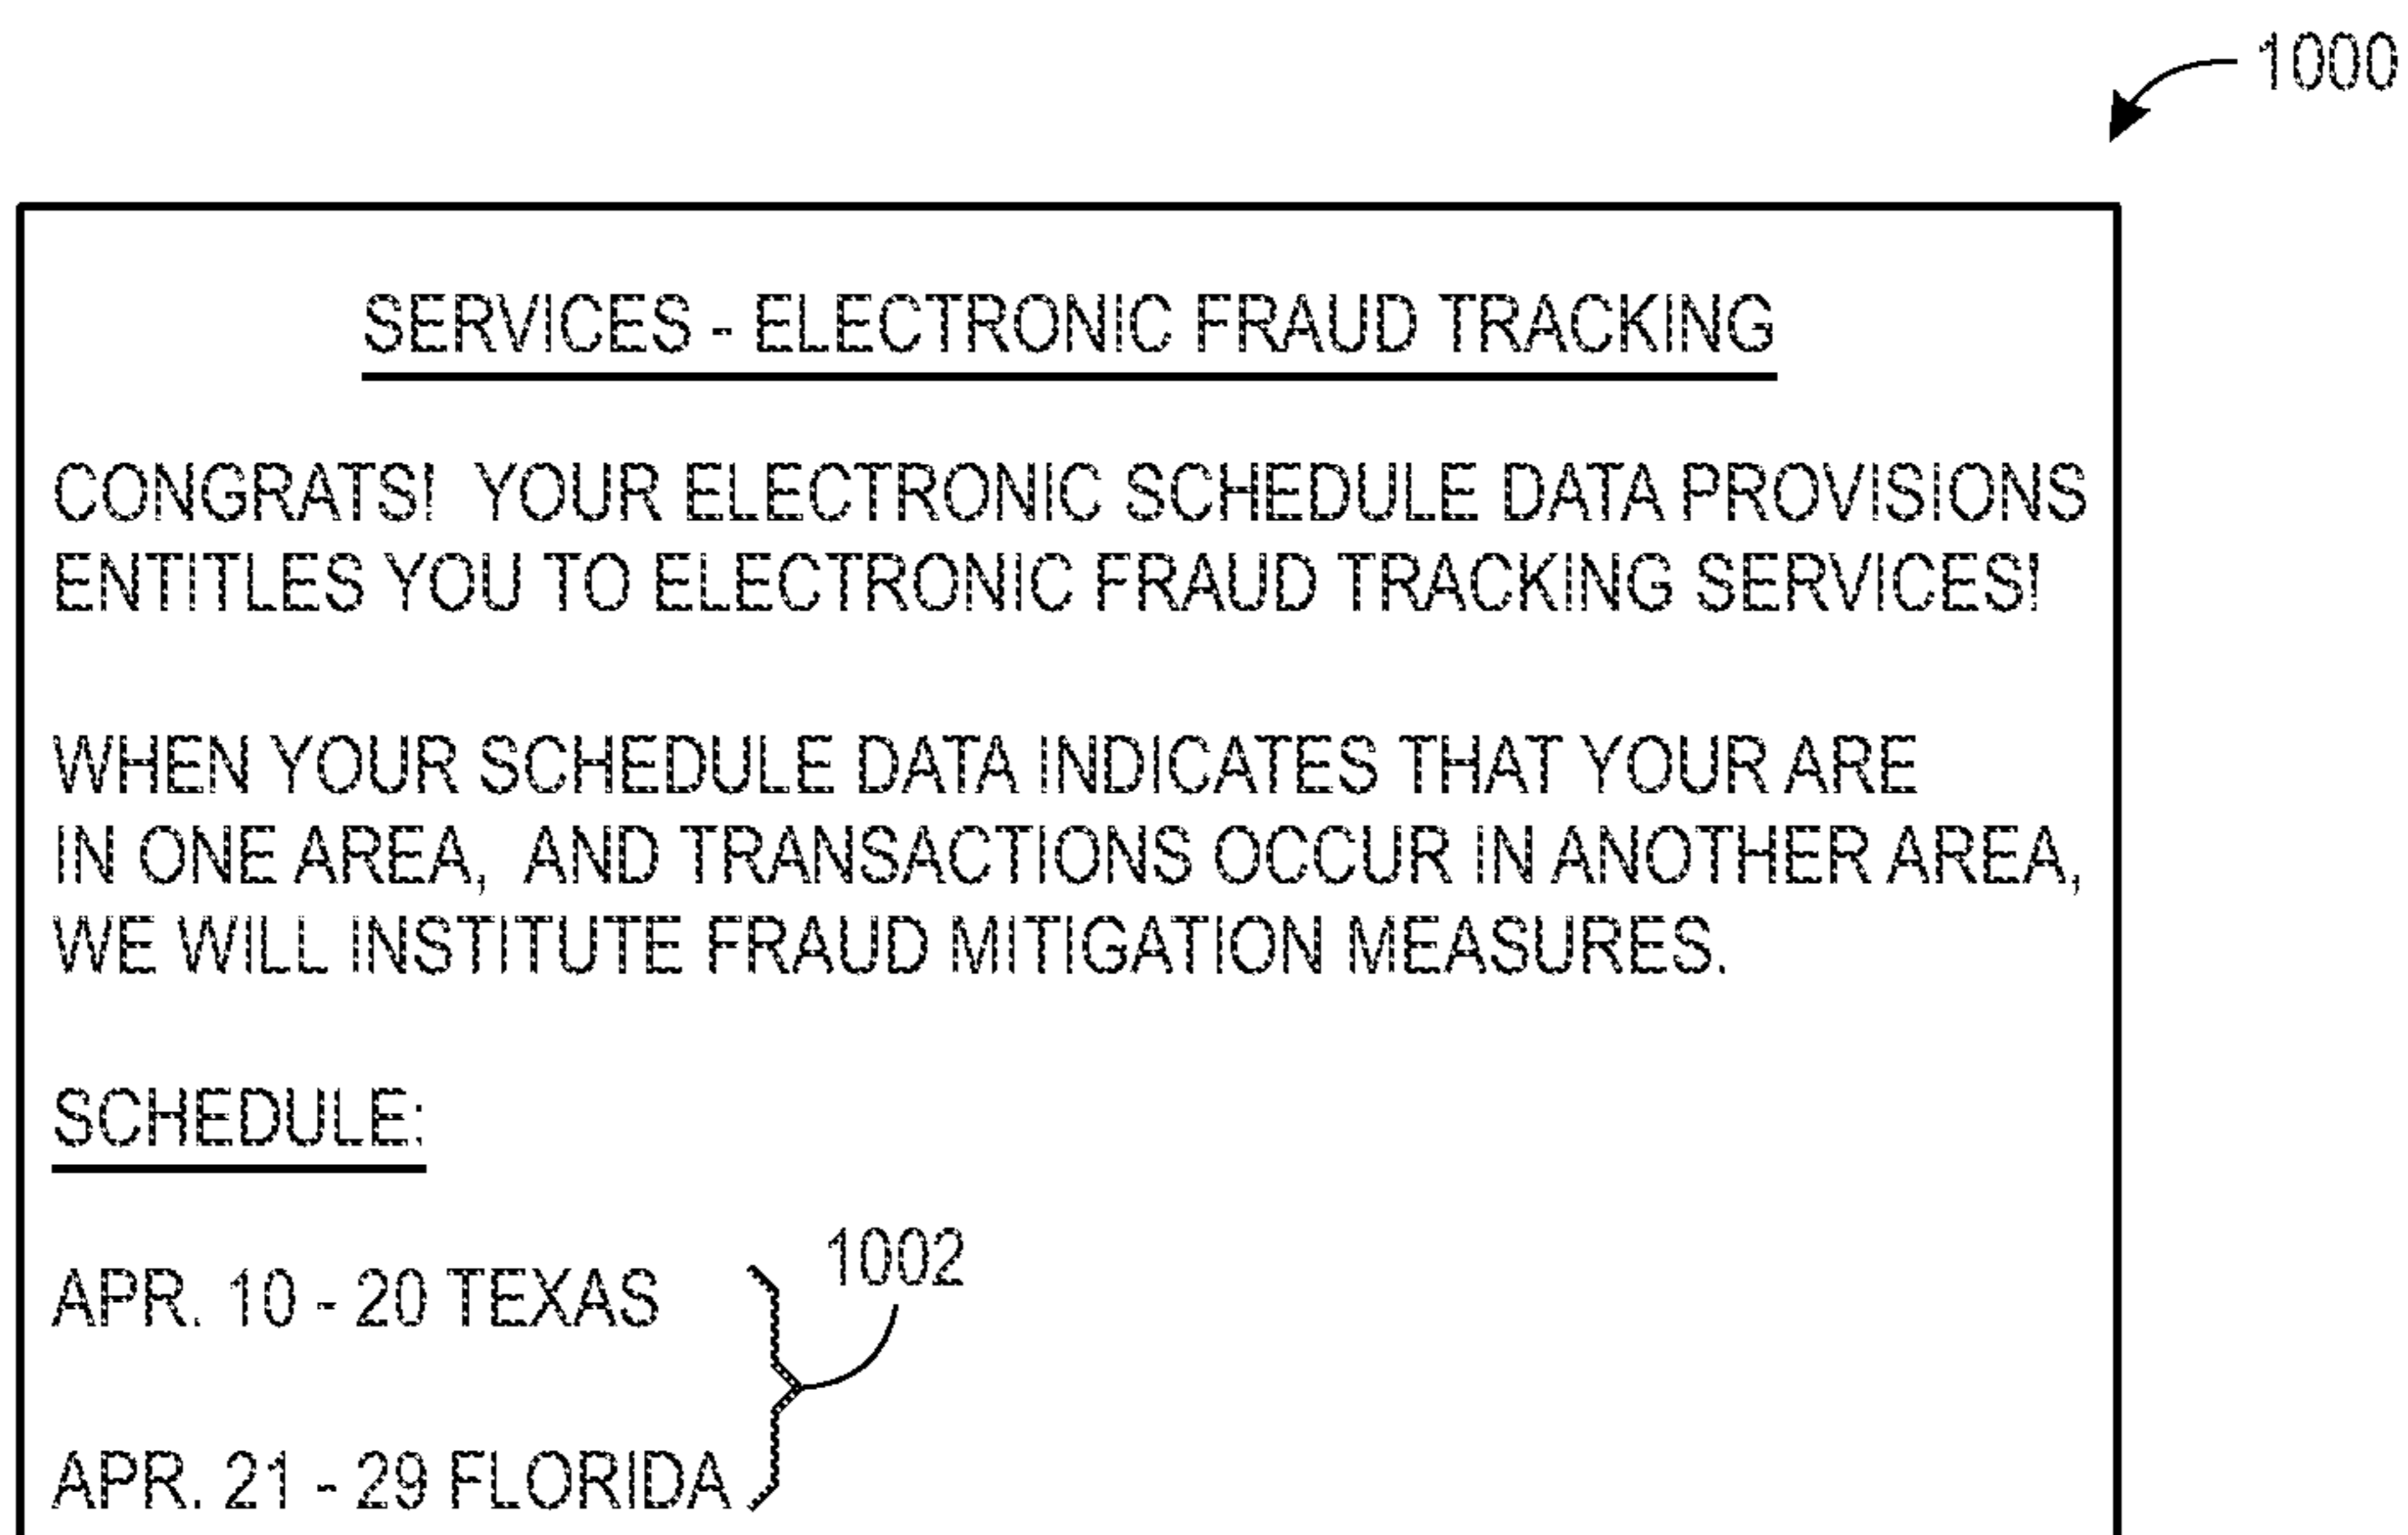 1000
SERVICES - ELECTRONIC FRAUD TRACKING
CONGRATS! YOUR ELECTRONIC SCHEDULE DATA PROVISIONS
ENTITLES YOU TO ELECTRONIC FRAUD TRACKING SERVICES!
WHEN YOUR SCHEDULE DATA INDICATES THAT YOUR ARE
IN ONE AREA, AND TRANSACTIONS OCCUR IN ANOTHER AREA,
WE WILL INSTITUTE FRAUD MITIGATION MEASURES.
SCHEDULE:
1002
APR. 10 - 20 TEXAS
APR. 21 - 29 FLORIDA